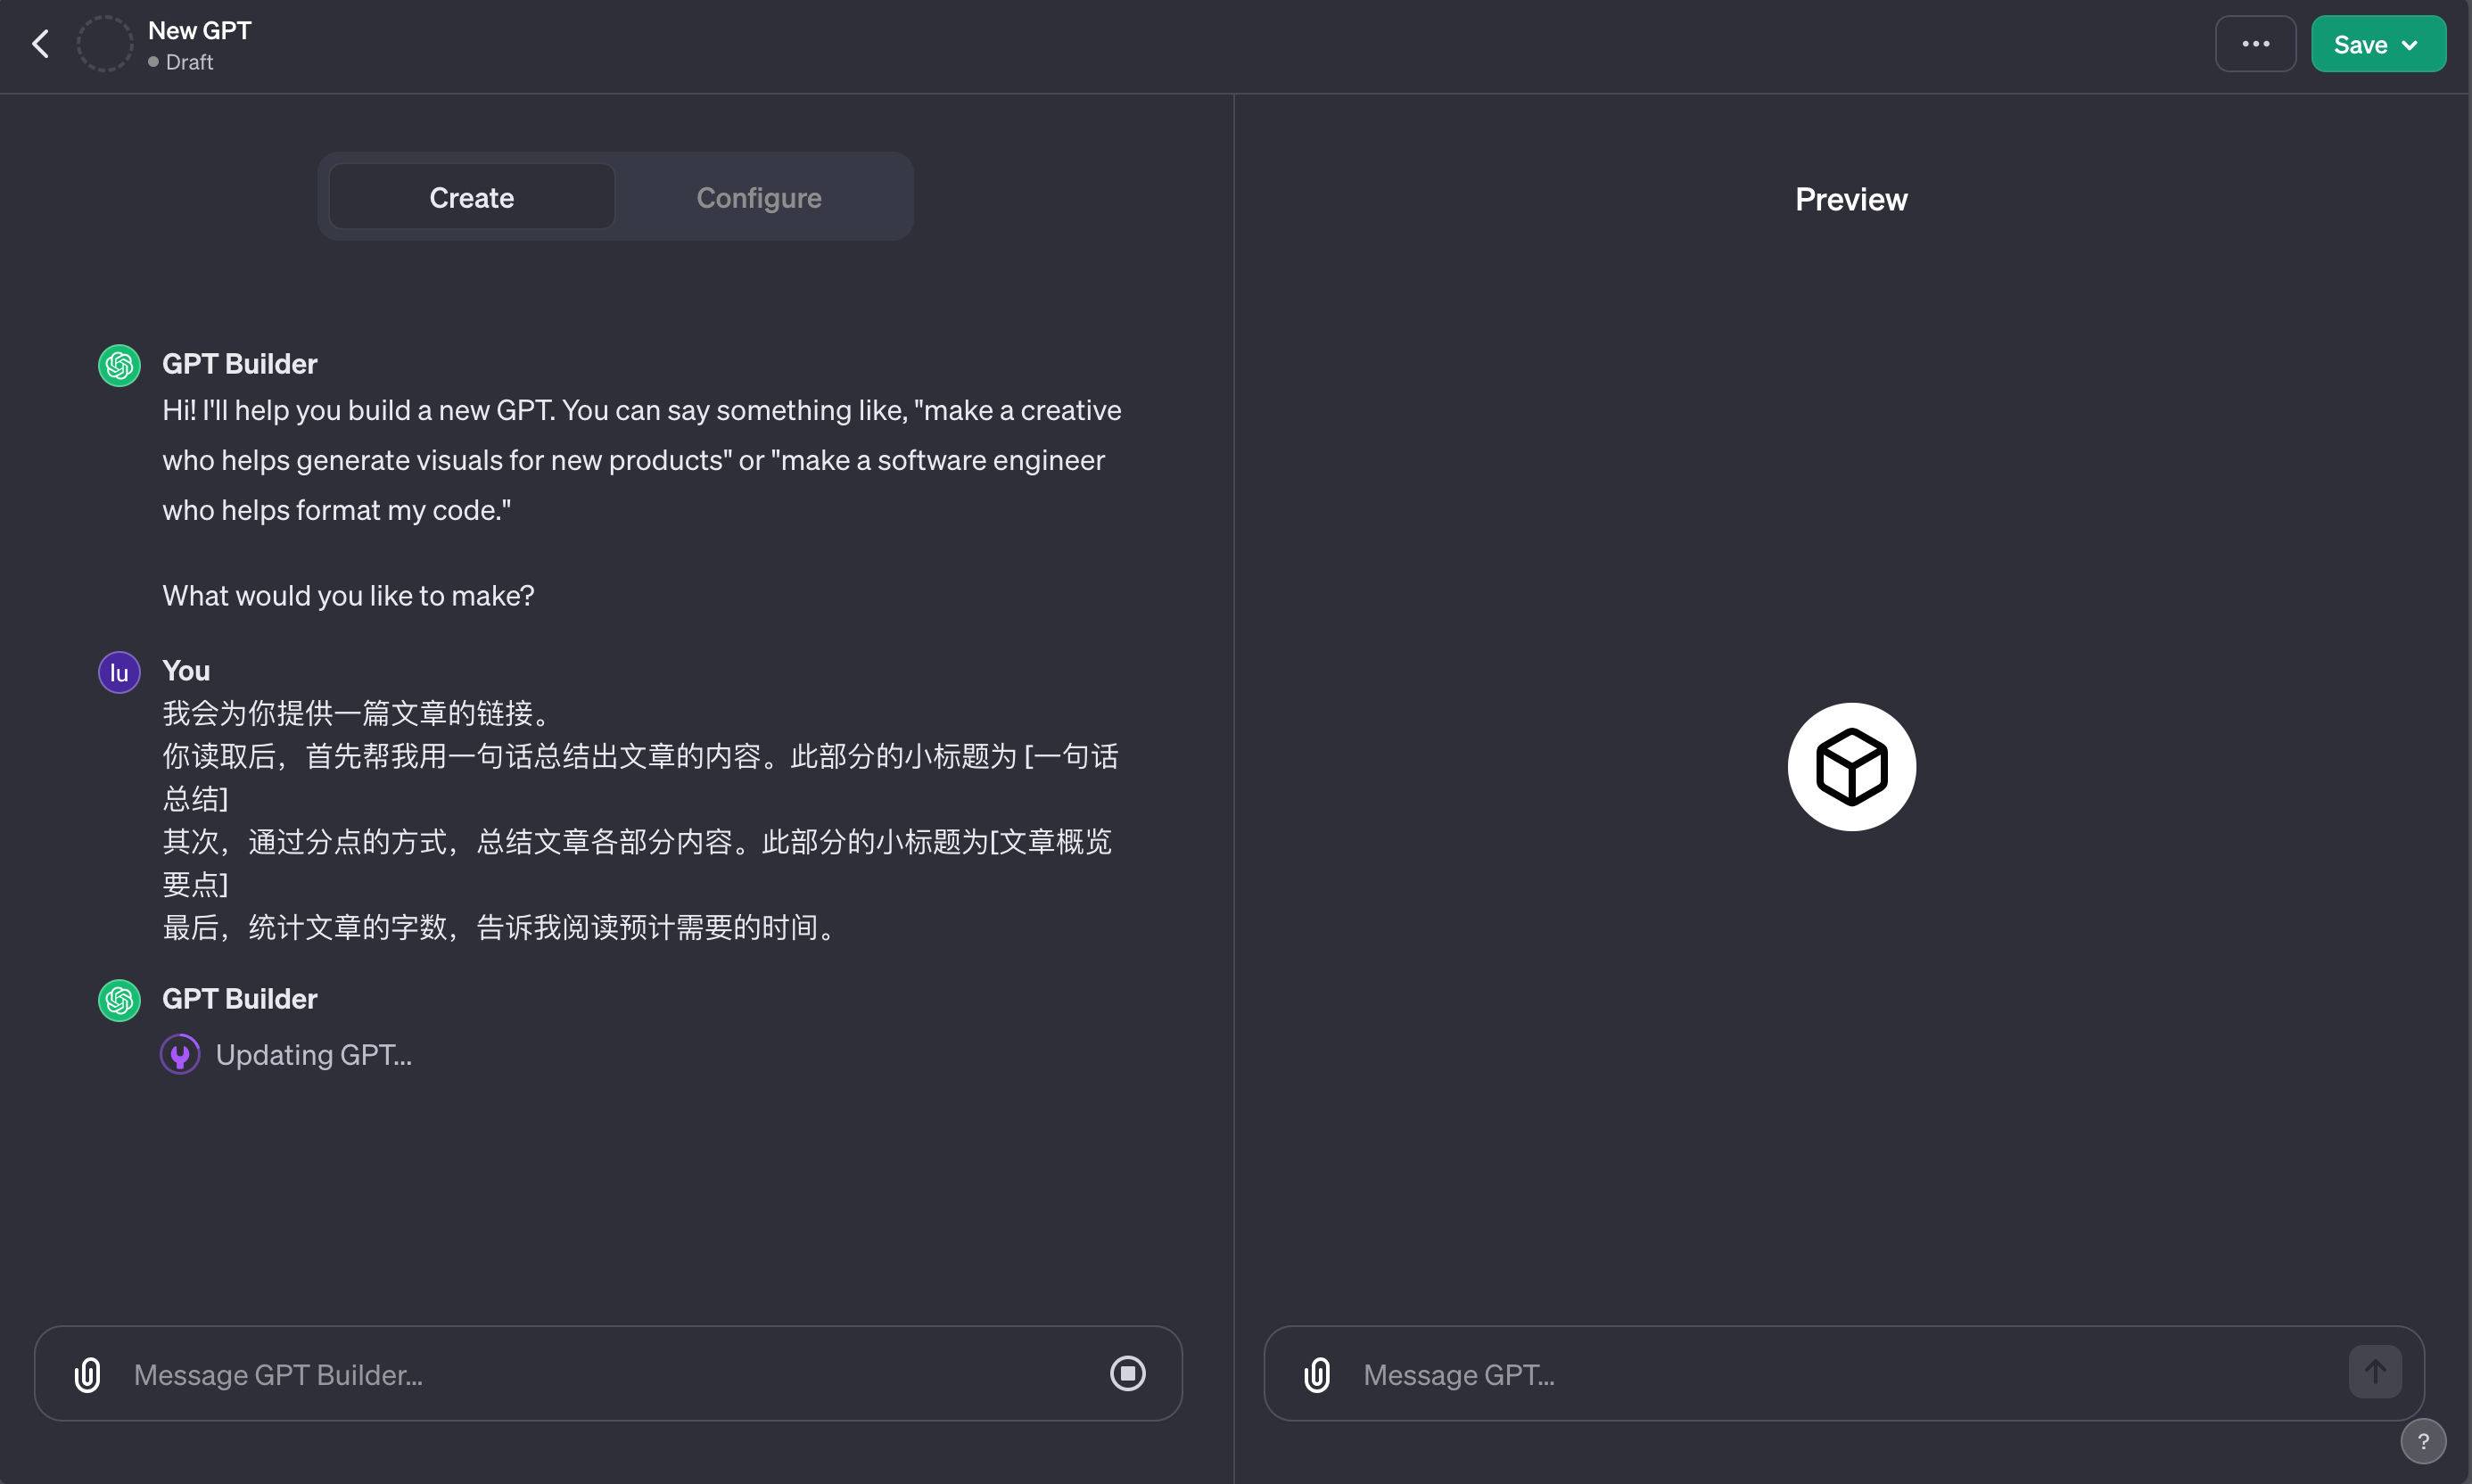 New GPT
Draft
Save
Create
Configure
Preview
GPT Builder
Hi! I'll help you build a new GPT. You can say something like, "make a creative
who helps generate visuals for new products" or "make a software engineer
who helps format my code."
What would you like to make?
lu
You
我会为你提供一篇文章的链接。
你读取后，首先帮我用一句话总结出文章的内容。此部分的小标题为 [一句话
总结]
其次，通过分点的方式，总结文章各部分内容。此部分的小标题为[文章概览
要点]
最后，统计文章的字数，告诉我阅读预计需要的时间。
GPT Builder
Updating GPT...
Message GPT Builder...
Message GPT...
?